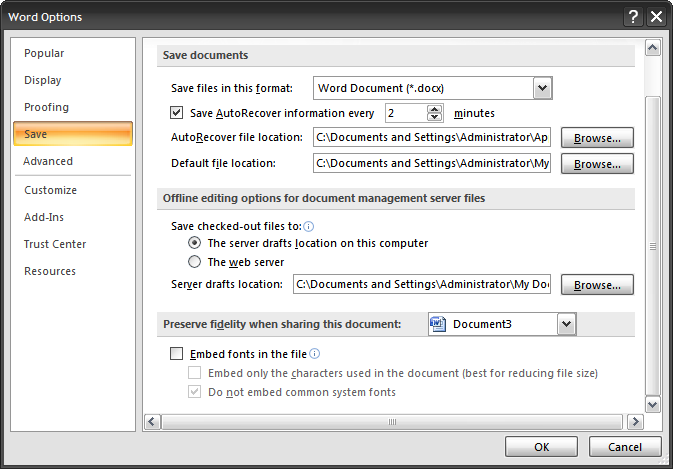 Word Options
Popular
Display
Proofing
Save
Advanced
Customize
Add-Ins
Trust Center
Resources
Save documents
Save files in this format: Word Document (*.docx)
Save AutoRecover information every 2 minutes
AutoRecover file location: C:\Documents and Settings\Administrator\Ap Browse...
Default file location: C:\Documents and Settings\Administrator\My Browse...
Offline editing options for document management server files
Save checked-out files to:
The server drafts location on this computer
The web server
Server drafts location: C:\Documents and Settings\Administrator\My Doc Browse...
Preserve fidelity when sharing this document: Document3
Embed fonts in the file
Embed only the characters used in the document (best for reducing file size)
Do not embed common system fonts
OK Cancel